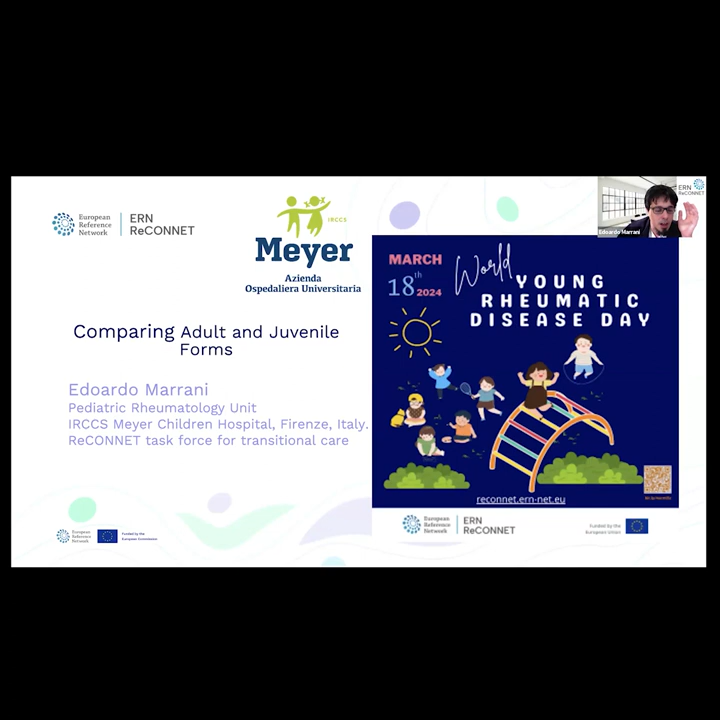 European
Reference
Network
ERN
ReCONNET
IRCCS
Meyer
Azienda
Ospedaliera Universitaria
Comparing Adult and Juvenile
Forms
Edoardo Marrani
Pediatric Rheumatology Unit
IRCCS Meyer Children Hospital, Firenze, Italy.
ReCONNET task force for transitional care
European
Reference
Network
Funded by the
European Commission
MARCH
18th 2024
World
YOUNG
RHEUMATIC
DISEASE DAY
reconnet.ern-net.eu
European
Reference
Network
ERN
ReCONNET
Funded by the
European Union
ERN
ReCONNET
Edoardo Marrani